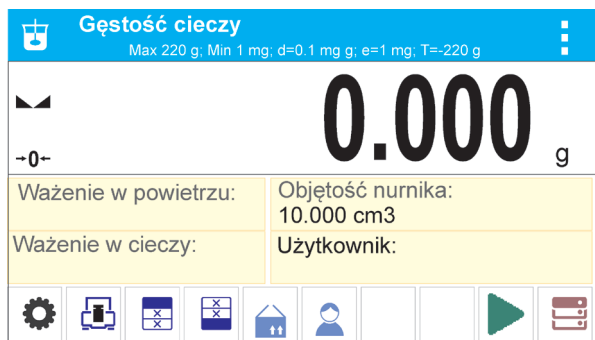 Gęstość cieczy
Max 220 g; Min 1 mg; d=0.1 mg g; e=1 mg; T=-220 g
0.000 g
→0←
Ważenie w powietrzu:
Objętość nurnika:
10.000 cm3
Ważenie w cieczy:
Użytkownik: